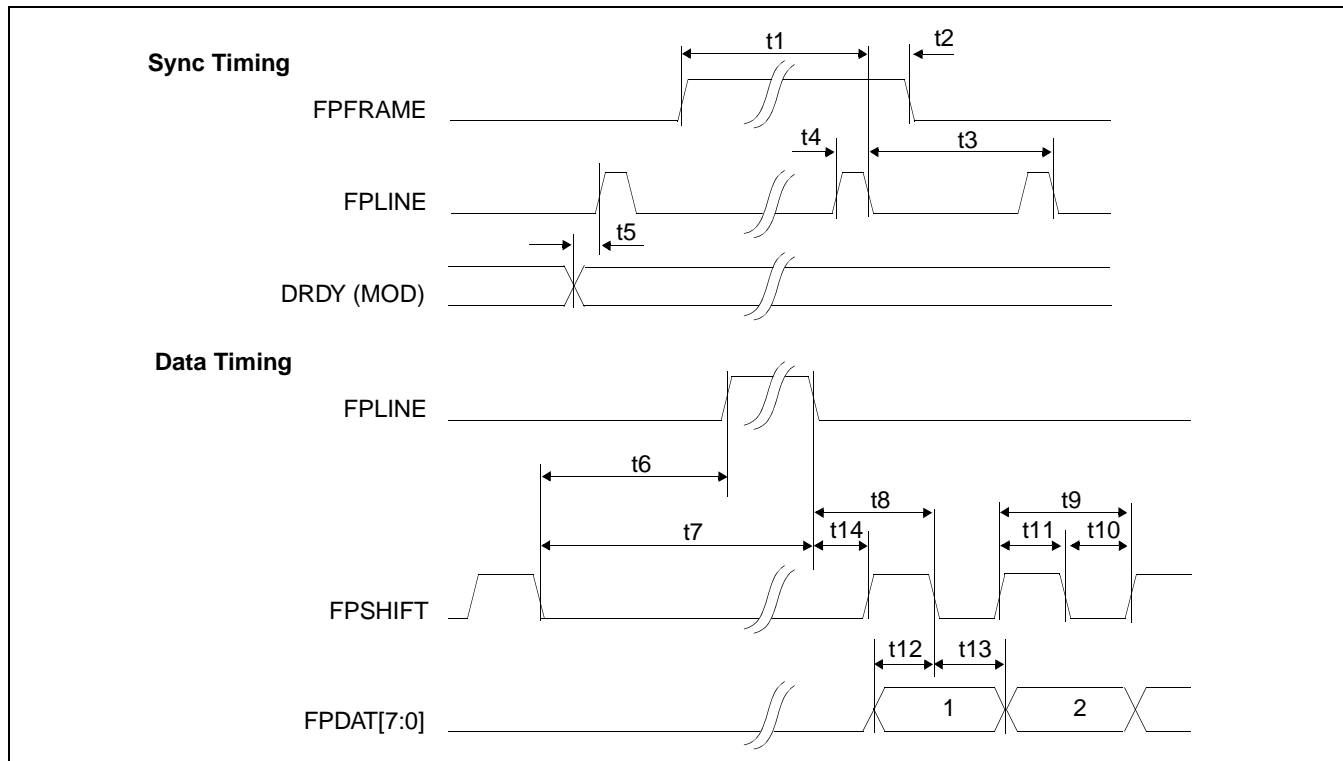 t1
t2
Sync Timing
FPFRAME
t4
t3
FPLINE
t5
DRDY (MOD)
Data Timing
FPLINE
t6
t8
t9
t7
t14
t11
t10
FPSHIFT
t12
t13
FPDAT[7:0]
1
2